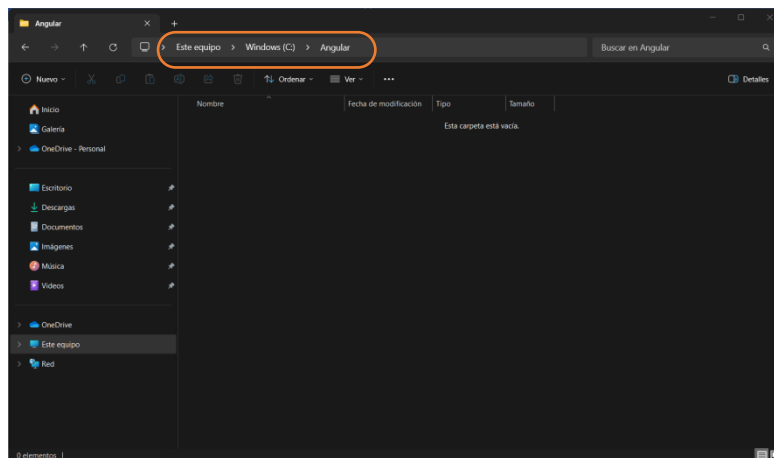 Angular
Este equipo > Windows (C:) > Angular
Buscar en Angular
Nuevo
Ordenar
Ver
Detalles
Nombre
Fecha de modificación
Tipo
Tamaño
Esta carpeta está vacía.
Inicio
Galería
OneDrive - Personal
Escritorio
Descargas
Documentos
Imágenes
Música
Videos
OneDrive
Este equipo
Red
0 elementos